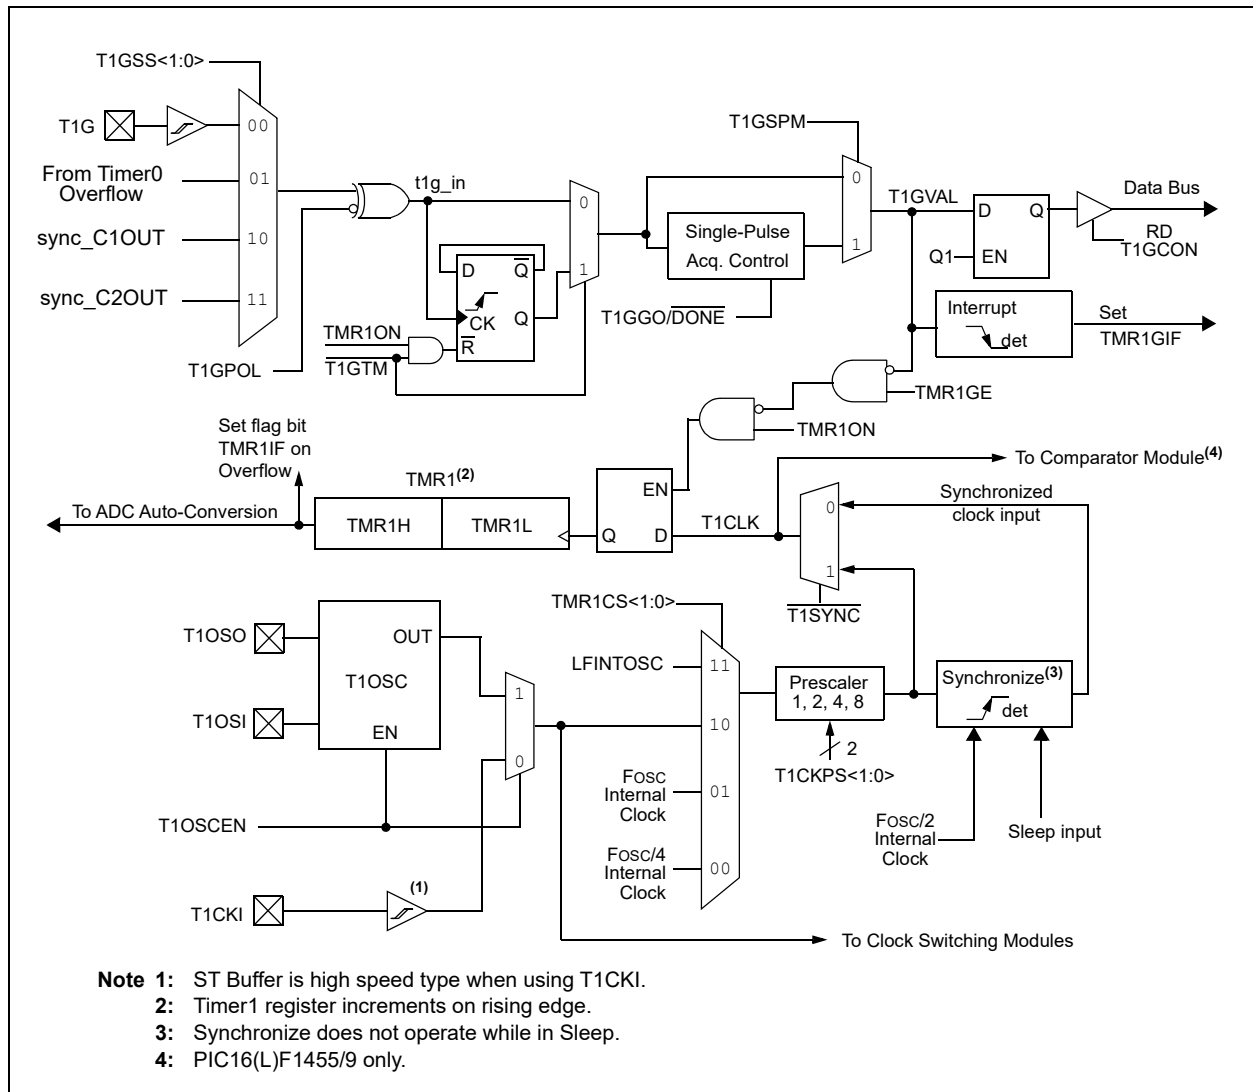 T1GSS<1:0>
T1G
00
From Timer0
Overflow
01
sync_C1OUT
10
sync_C2OUT
11
T1GPOL
t1g_in
0
1
D
Q
CK
Q
R
TMR1ON
T1GTM
T1GSPM
Single-Pulse
Acq. Control
T1GGO/DONE
0
1
T1GVAL
D
Q
Q1
EN
Data Bus
RD
T1GCON
Interrupt
det
Set
TMR1GIF
TMR1GE
TMR1ON
Set flag bit
TMR1IF on
Overflow
To ADC Auto-Conversion
TMR1(2)
TMR1H
TMR1L
EN
Q
D
T1CLK
To Comparator Module(4)
0
1
Synchronized
clock input
T1SYNC
T1OSO
T1OSI
OUT
T1OSC
EN
T1OSCEN
T1CKI
(1)
1
0
TMR1CS<1:0>
LFINTOSC
11
10
FOSC
Internal
Clock
01
FOSC/4
Internal
Clock
00
Prescaler
1, 2, 4, 8
2
T1CKPS<1:0>
Synchronize(3)
det
FOSC/2
Internal
Clock
Sleep input
To Clock Switching Modules
Note 1: ST Buffer is high speed type when using T1CKI.
2: Timer1 register increments on rising edge.
3: Synchronize does not operate while in Sleep.
4: PIC16(L)F1455/9 only.